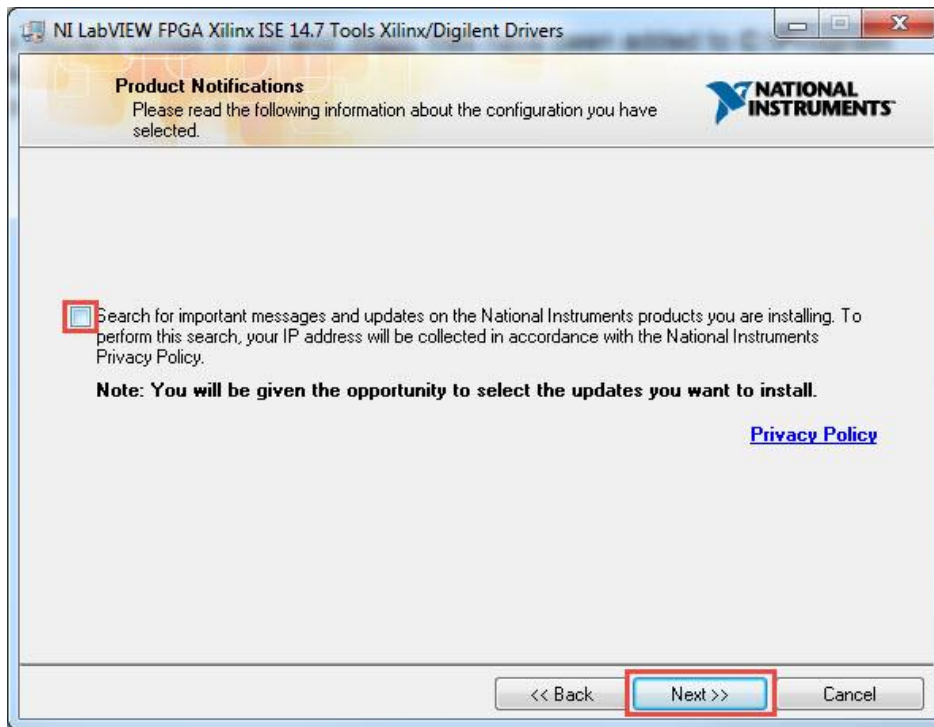 NI LabVIEW FPGA Xilinx ISE 14.7 Tools Xilinx/Digilent Drivers
Product Notifications
Please read the following information about the configuration you have
selected.
NATIONAL
INSTRUMENTS
Search for important messages and updates on the National Instruments products you are installing. To
perform this search, your IP address will be collected in accordance with the National Instruments
Privacy Policy.
Note: You will be given the opportunity to select the updates you want to install.
Privacy Policy
<< Back
Next >>
Cancel